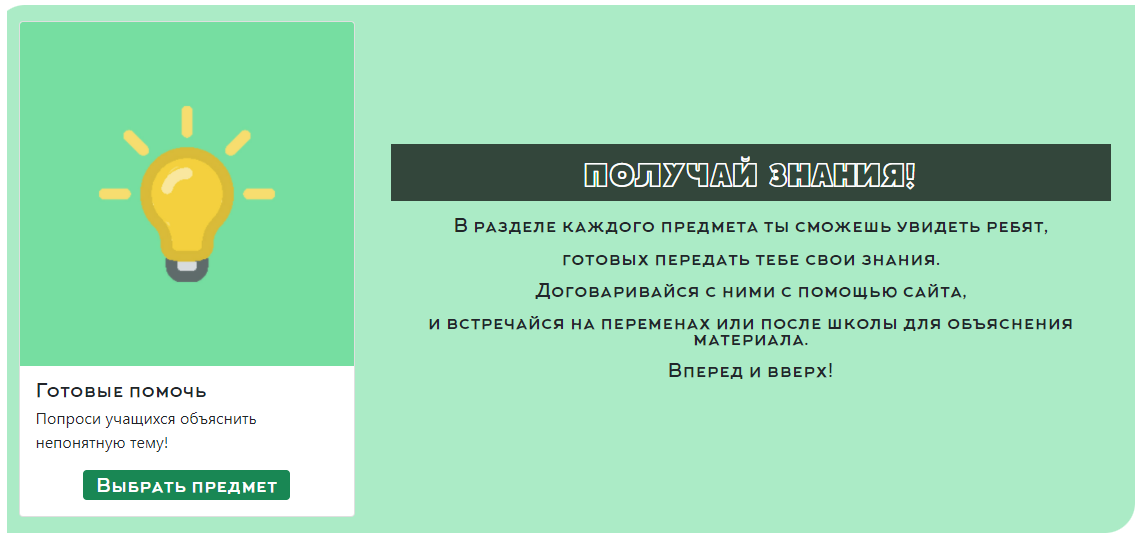 ПОЛУЧАЙ ЗНАНИЯ!
В разделе каждого предмета ты сможешь увидеть ребят,
готовых передать тебе свои знания.
Договаривайся с ними с помощью сайта,
и встречайся на переменах или после школы для объяснения
материала.
Вперед и вверх!
Готовые помочь
Попроси учащихся объяснить
непонятную тему!
Выбрать предмет